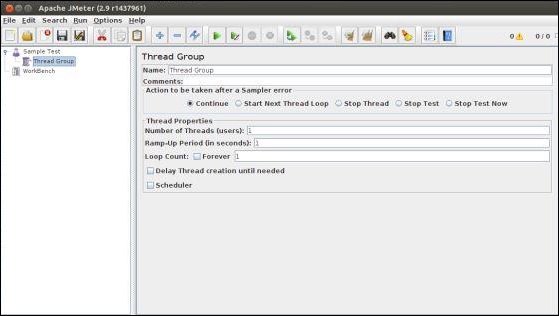 Apache JMeter (2.9 r1437961)
File Edit Search Run Options Help
0 0 / 0
Sample Test
Thread Group
WorkBench
Thread Group
Name: Thread Group
Comments:
Action to be taken after a Sampler error
Continue Start Next Thread Loop Stop Thread Stop Test Stop Test Now
Thread Properties
Number of Threads (users): 1
Ramp-Up Period (in seconds): 1
Loop Count: Forever 1
Delay Thread creation until needed
Scheduler